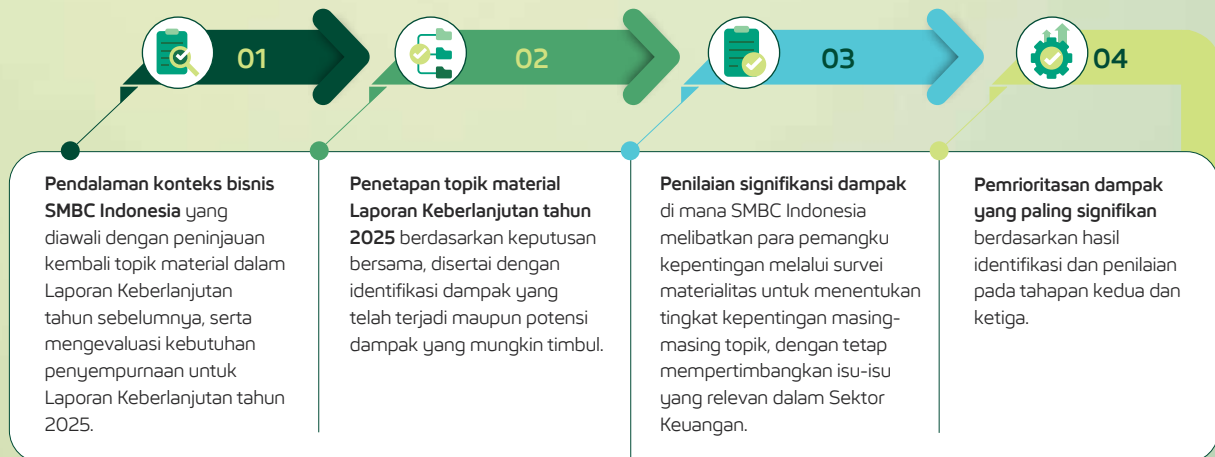 01
Pendalaman konteks bisnis
SMBC Indonesia yang
diawali dengan peninjauan
kembali topik material dalam
Laporan Keberlanjutan
tahun sebelumnya, serta
mengevaluasi kebutuhan
penyempurnaan untuk
Laporan Keberlanjutan tahun
2025.
02
Penetapan topik material
Laporan Keberlanjutan tahun
2025 berdasarkan keputusan
bersama, disertai dengan
identifikasi dampak yang
telah terjadi maupun potensi
dampak yang mungkin timbul.
03
Penilaian signifikansi dampak
di mana SMBC Indonesia
melibatkan para pemangku
kepentingan melalui survei
materialitas untuk menentukan
tingkat kepentingan masing-
masing topik, dengan tetap
mempertimbangkan isu-isu
yang relevan dalam Sektor
Keuangan.
04
Pemrioritasan dampak
yang paling signifikan
berdasarkan hasil
identifikasi dan penilaian
pada tahapan kedua dan
ketiga.